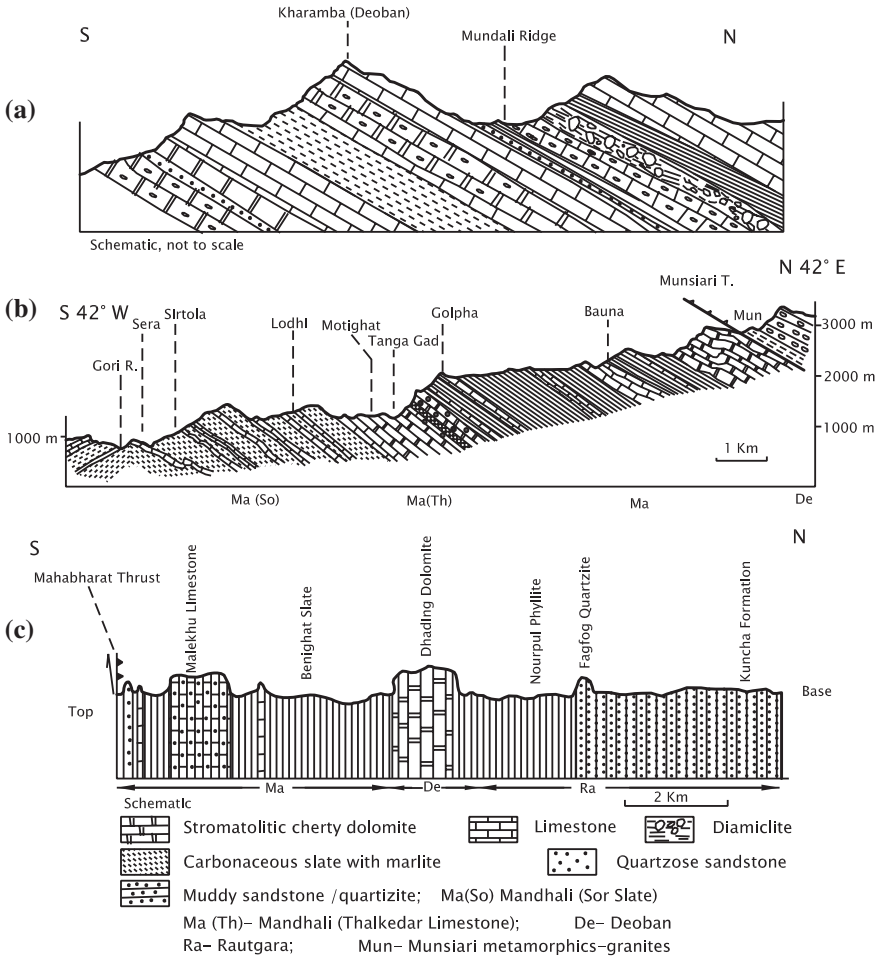 Kharamba (Deoban)
S
Mundali Ridge
N
(a)
Schematic, not to scale
N 42° E
Munsiari T.
(b)
S 42° W
Sera
Sirtola
Lodhi
Motighat
Golpha
Bauna
Mun
3000 m
Gori R.
Tanga Gad
2000 m
1000 m
1000 m
1 Km
Ma (So)
Ma(Th)
Ma
De
S
N
Mahabharat Thrust
(c)
Malekhu Limestone
Benighat Slate
Dhading Dolomite
Nourpul Phyllite
Fagfog Quartzite
Kuncha Formation
Top
Base
Ma
De
Ra
Schematic
2 Km
Stromatolitic cherty dolomite
Limestone
Diamiclite
Carbonaceous slate with marlite
Quartzose sandstone
Muddy sandstone /quartizite; Ma(So) Mandhali (Sor Slate)
Ma (Th)– Mandhali (Thalkedar Limestone); De– Deoban
Ra– Rautgara; Mun– Munsiari metamorphics–granites